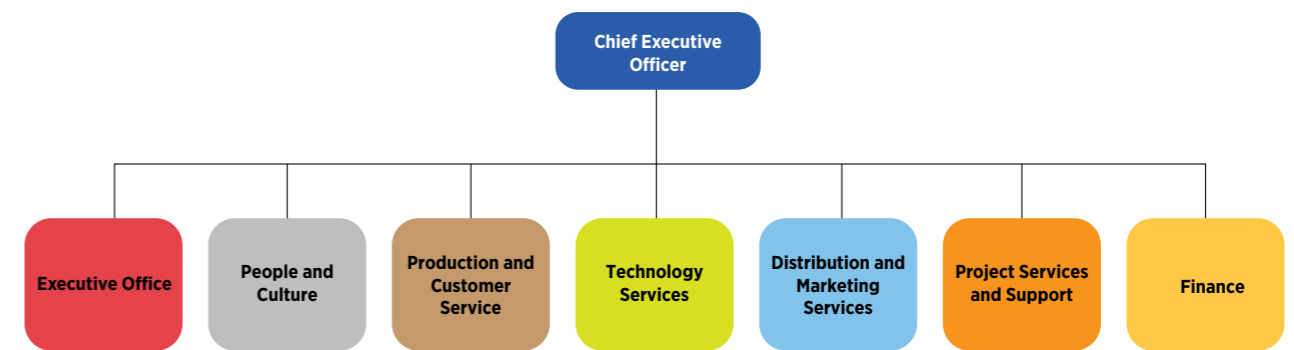 Chief Executive
Officer
Executive Office
People and
Culture
Production and
Customer
Service
Technology
Services
Distribution and
Marketing
Services
Project Services
and Support
Finance